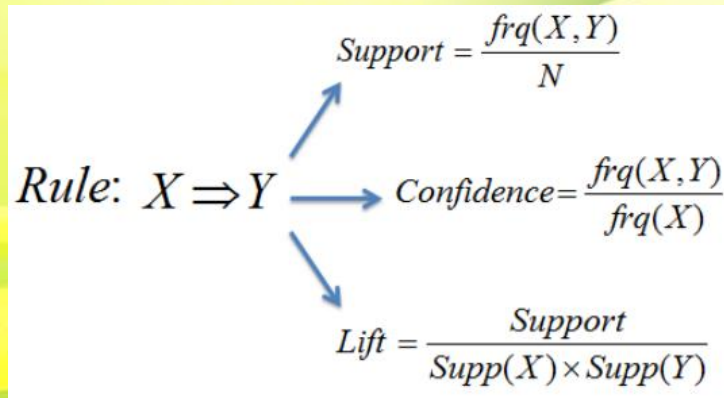 Support = frq(X,Y) / N
Rule: X ⇒ Y
Confidence = frq(X,Y) / frq(X)
Lift = Support / Supp(X) × Supp(Y)